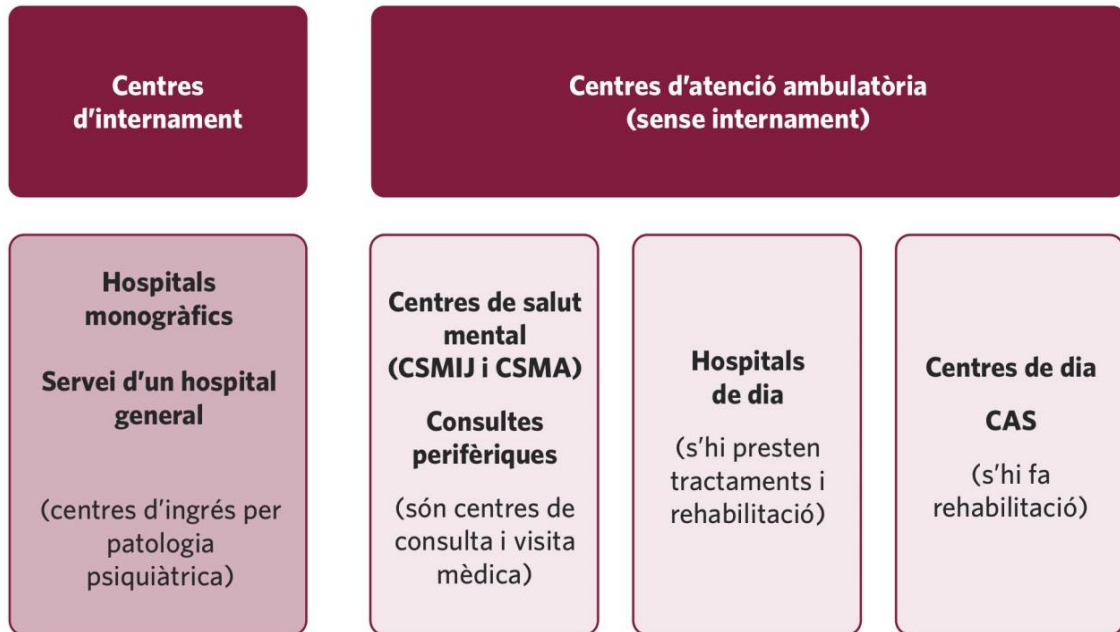 Centres
d'internament
Centres d'atenció ambulatòria
(sense internament)
Hospitals
monogràfics
Servei d'un hospital
general
(centres d'ingrés per
patologia
psiquiàtrica)
Centres de salut
mental
(CSMIJ i CSMA)
Consultes
perifèriques
(són centres de
consulta i visita
mèdica)
Hospitals
de dia
(s'hi presten
tractaments i
rehabilitació)
Centres de dia
CAS
(s'hi fa
rehabilitació)